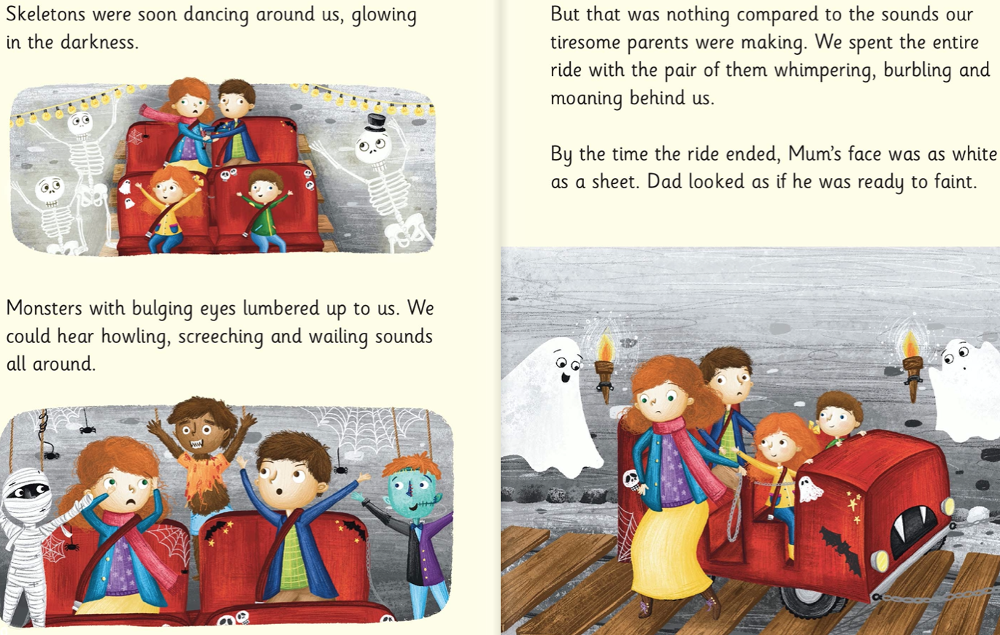 Skeletons were soon dancing around us, glowing
in the darkness.
Monsters with bulging eyes lumbered up to us. We
could hear howling, screeching and wailing sounds
all around.
But that was nothing compared to the sounds our
tiresome parents were making. We spent the entire
ride with the pair of them whimpering, burbling and
moaning behind us.
By the time the ride ended, Mum’s face was as white
as a sheet. Dad looked as if he was ready to faint.